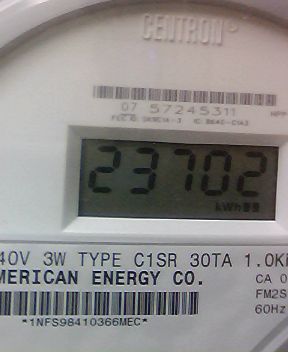 CENTRON®
07 57245311
23702
kWh
40V 3W TYPE C1SR 30TA 1.0K
MERICAN ENERGY CO.
CA 0
FM2S
60Hz
*1NFS98410366MEC*